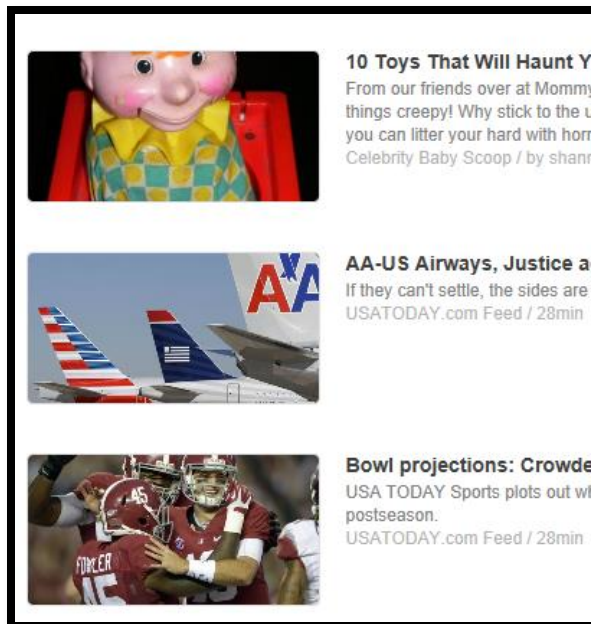 10 Toys That Will Haunt Y
From our friends over at Mommy
things creepy! Why stick to the u
you can litter your hard with horr
Celebrity Baby Scoop / by shann
AA
AA-US Airways, Justice a
If they can't settle, the sides are
USATODAY.com Feed / 28min
45
FOWLER
45
Bowl projections: Crowde
USA TODAY Sports plots out wh
postseason.
USATODAY.com Feed / 28min